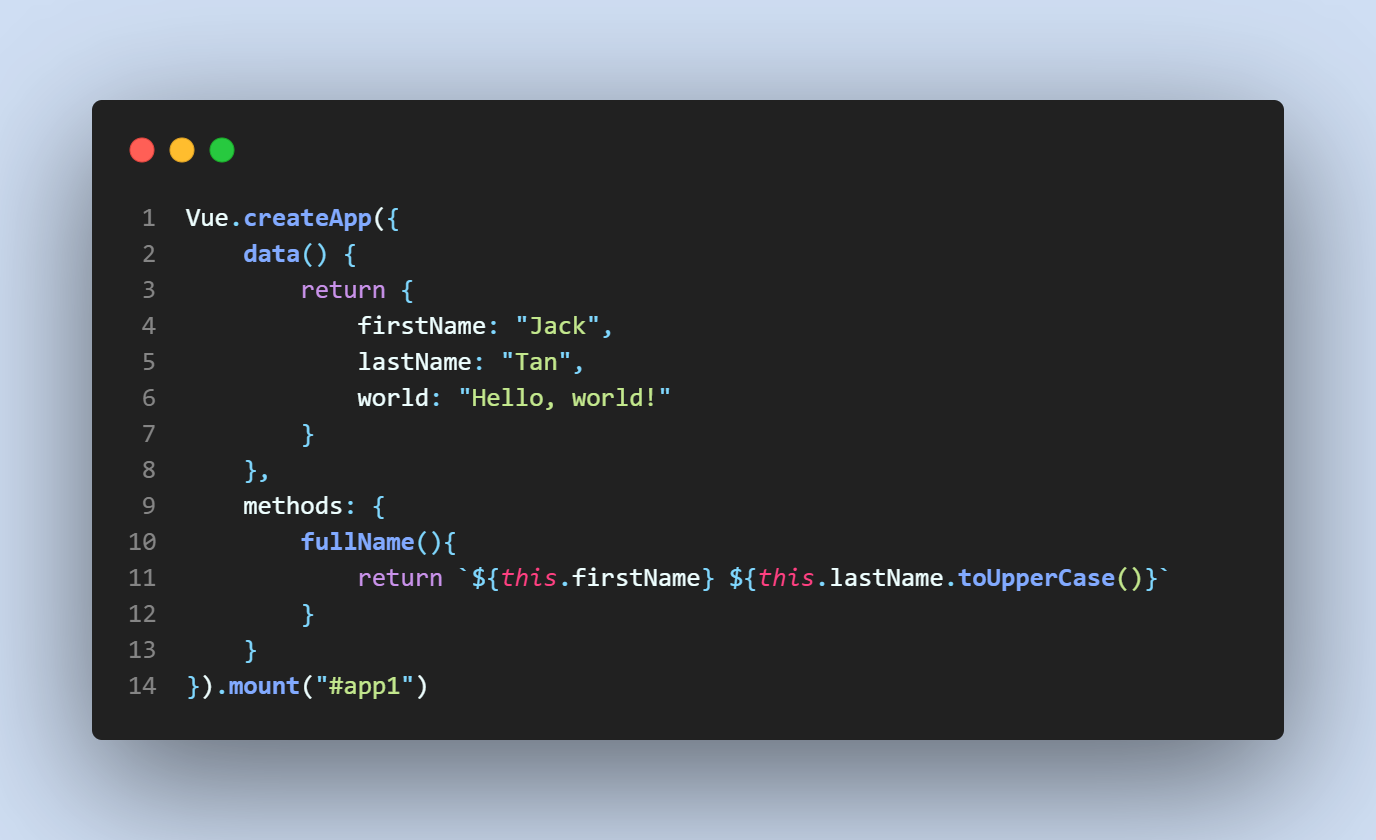 1 Vue.createApp({
2     data() {
3         return {
4             firstName: "Jack",
5             lastName: "Tan",
6             world: "Hello, world!"
7         }
8     },
9     methods: {
10         fullName(){
11             return `${this.firstName} ${this.lastName.toUpperCase()}`
12         }
13     }
14 }).mount("#app1")